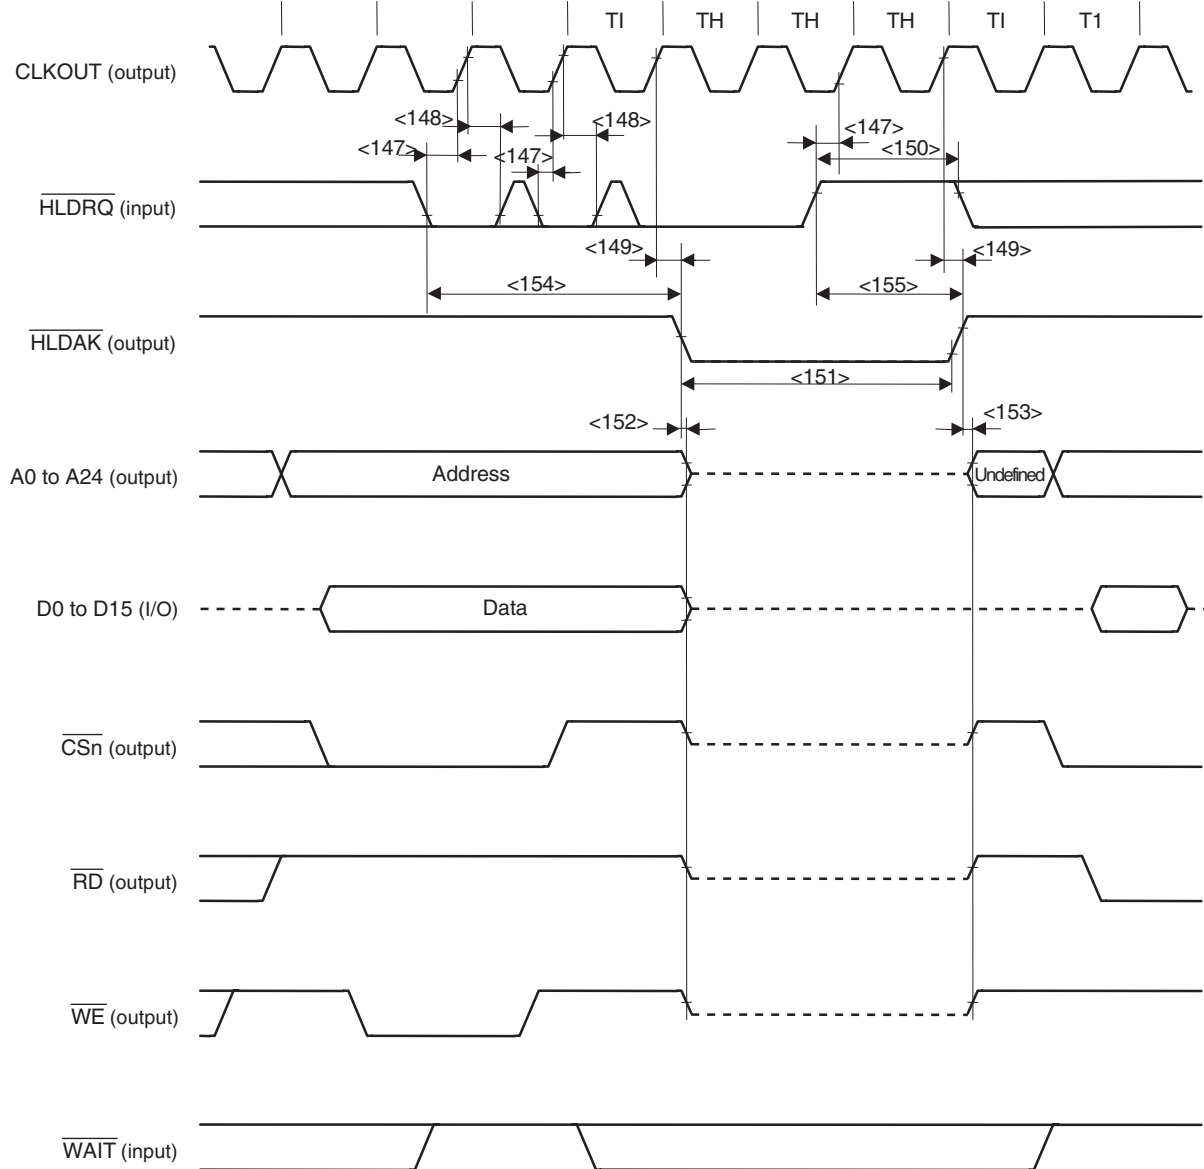 TI TH TH TH TI T1
CLKOUT (output)
<148> <148> <147>
<147> <147> <150>
HLDRQ (input)
<149> <149>
<154> <155>
HLDAK (output)
<151>
<152> <153>
A0 to A24 (output) Address Undefined
D0 to D15 (I/O) Data
CSn (output)
RD (output)
WE (output)
WAIT (input)